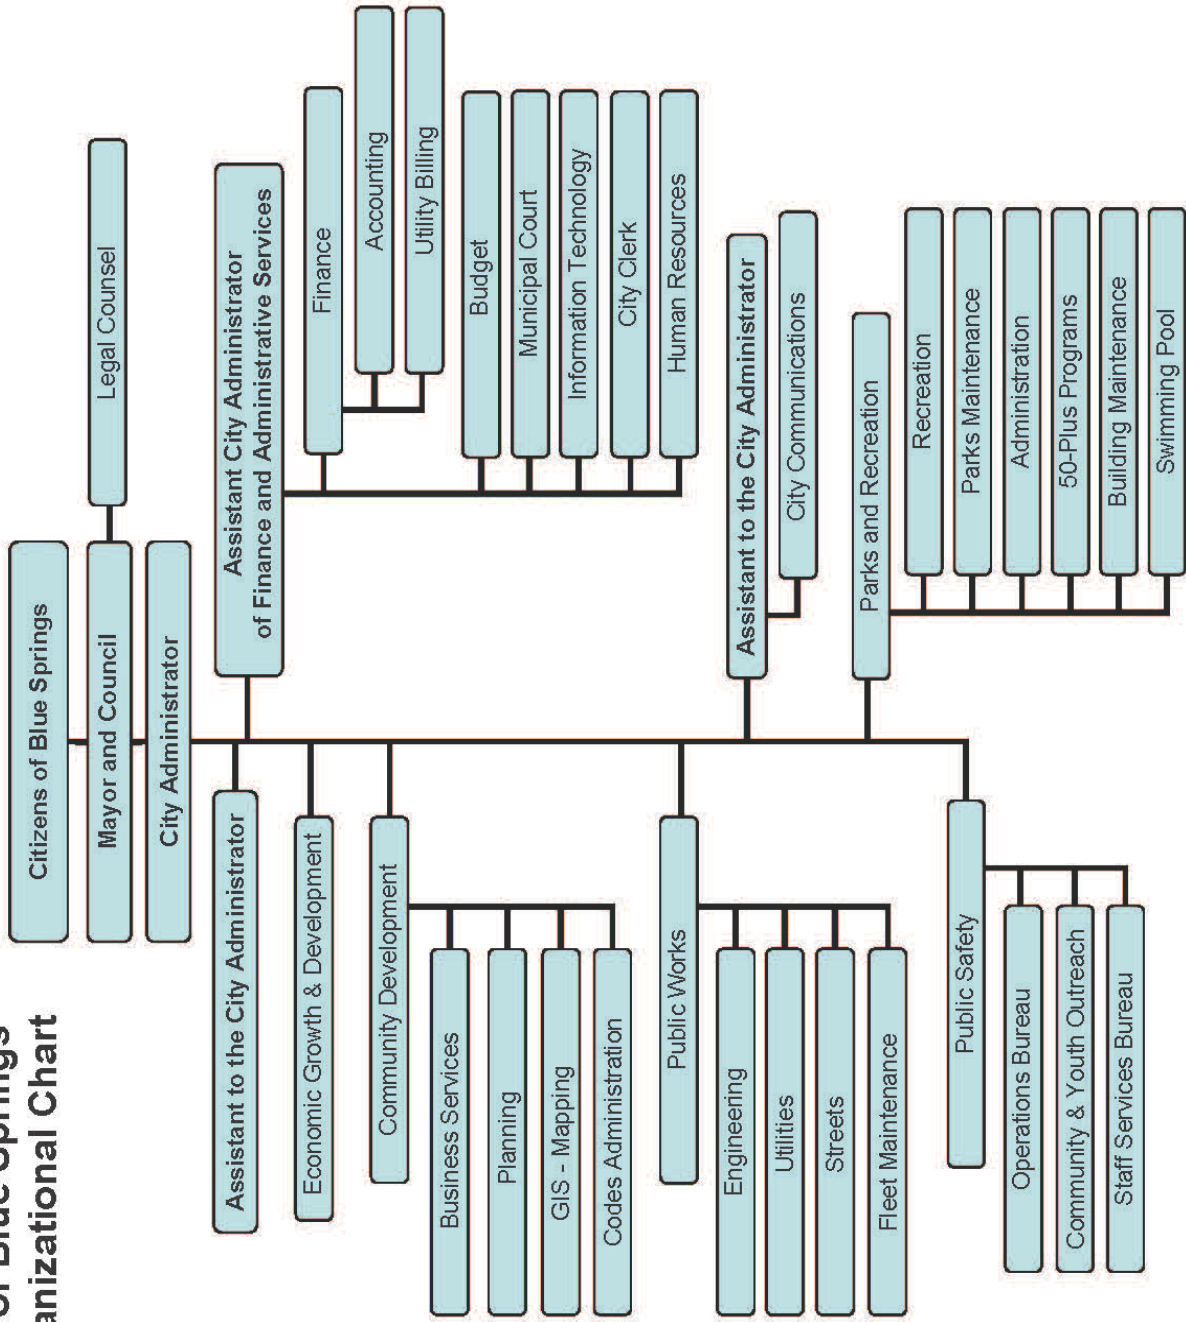 of Blue Springs
anizational Chart
Citizens of Blue Springs
Mayor and Council
Legal Counsel
City Administrator
Assistant to the City Administrator
Assistant City Administrator
of Finance and Administrative Services
Finance
Accounting
Utility Billing
Budget
Municipal Court
Information Technology
City Clerk
Human Resources
Economic Growth & Development
Community Development
Business Services
Planning
GIS - Mapping
Codes Administration
Public Works
Engineering
Utilities
Streets
Fleet Maintenance
Assistant to the City Administrator
City Communications
Parks and Recreation
Recreation
Parks Maintenance
Administration
50-Plus Programs
Building Maintenance
Swimming Pool
Public Safety
Operations Bureau
Community & Youth Outreach
Staff Services Bureau